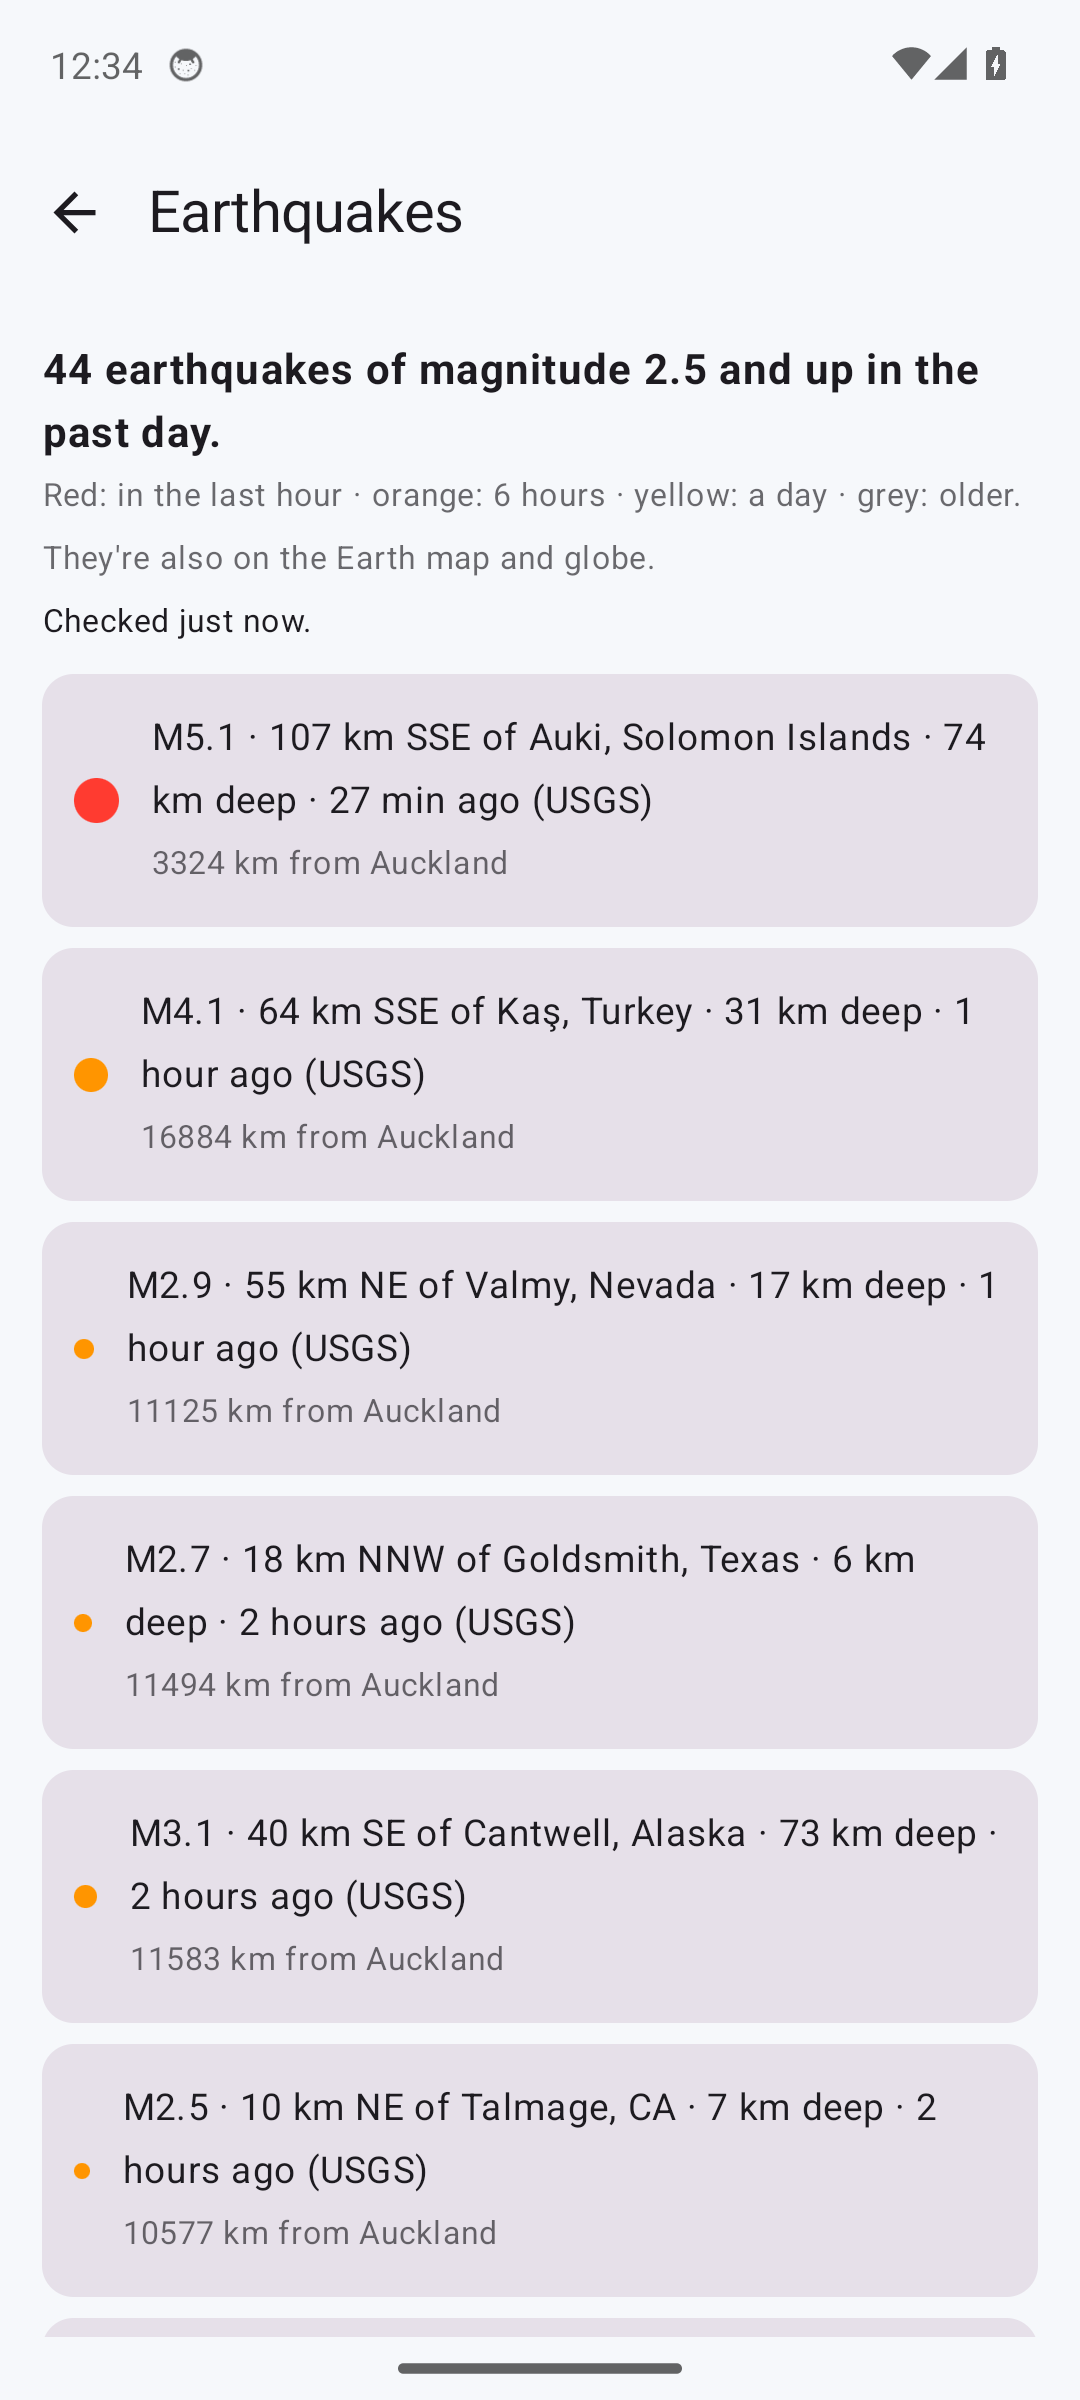 12:34
Earthquakes
44 earthquakes of magnitude 2.5 and up in the
past day.
Red: in the last hour · orange: 6 hours · yellow: a day · grey: older.
They're also on the Earth map and globe.
Checked just now.
M5.1 · 107 km SSE of Auki, Solomon Islands · 74
km deep · 27 min ago (USGS)
3324 km from Auckland
M4.1 · 64 km SSE of Kaş, Turkey · 31 km deep · 1
hour ago (USGS)
16884 km from Auckland
M2.9 · 55 km NE of Valmy, Nevada · 17 km deep · 1
hour ago (USGS)
11125 km from Auckland
M2.7 · 18 km NNW of Goldsmith, Texas · 6 km
deep · 2 hours ago (USGS)
11494 km from Auckland
M3.1 · 40 km SE of Cantwell, Alaska · 73 km deep ·
2 hours ago (USGS)
11583 km from Auckland
M2.5 · 10 km NE of Talmage, CA · 7 km deep · 2
hours ago (USGS)
10577 km from Auckland